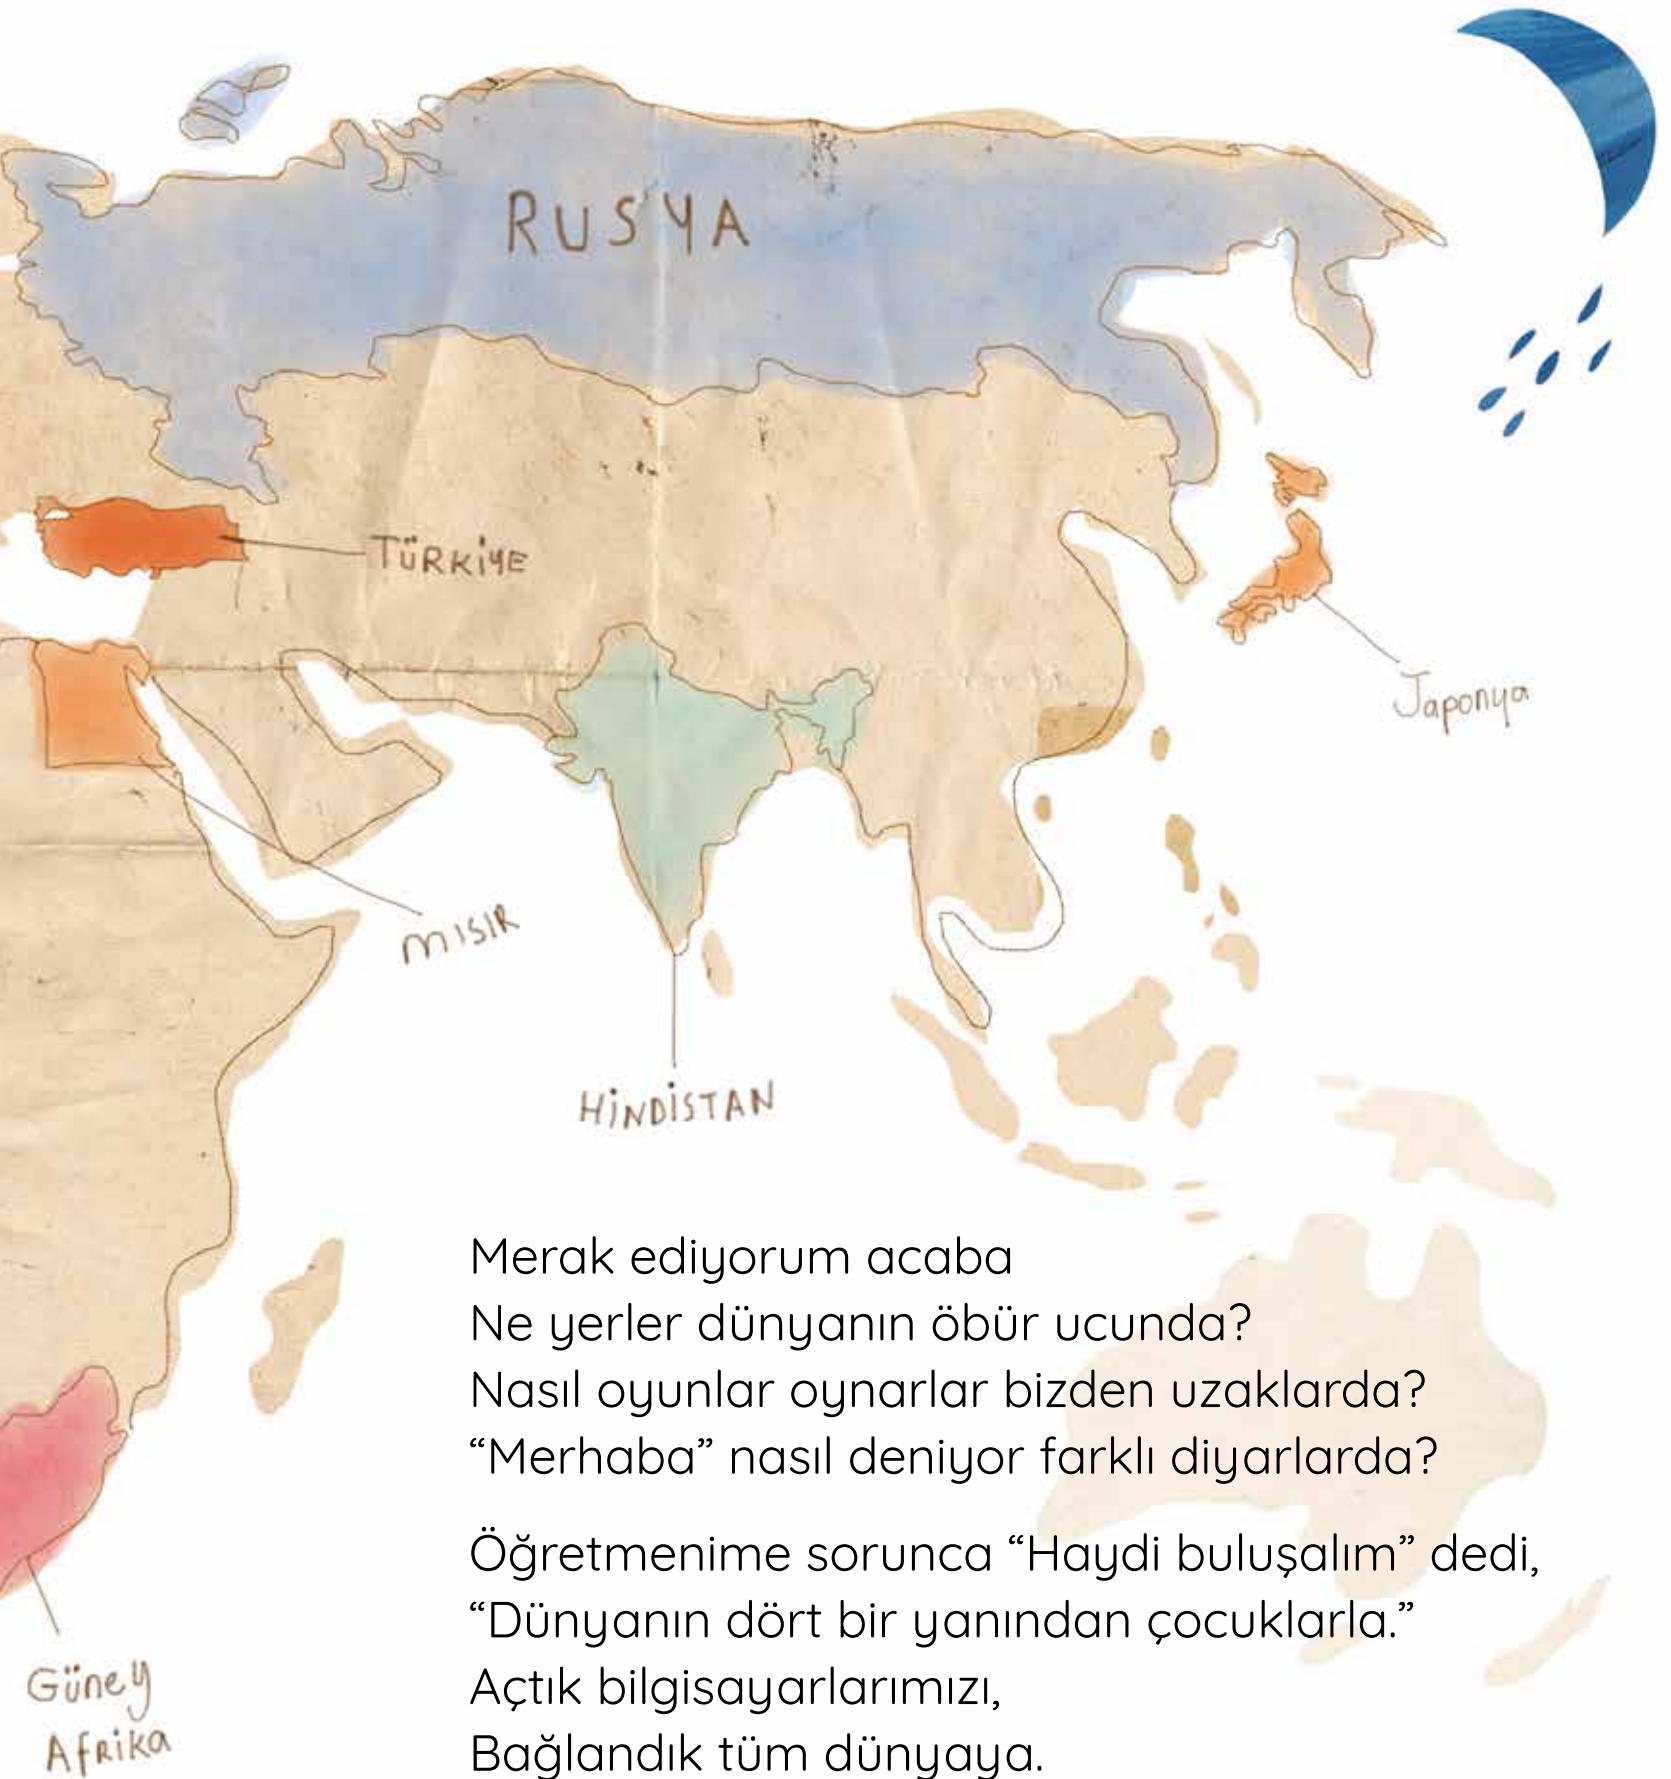 RUSYA
TÜRKİYE
Japonya
MISIR
HİNDİSTAN
Merak ediyorum acaba
Ne yerler dünyanın öbür ucunda?
Nasıl oyunlar oynarlar bizden uzaklarda?
“Merhaba” nasıl deniyor farklı diyarlarda?
Öğretmenime sorunca “Haydi buluşalım” dedi,
“Dünyanın dört bir yanından çocuklarla.”
Açtık bilgisayarlarımızı,
Bağlandık tüm dünyaya.
Güney
Afrika